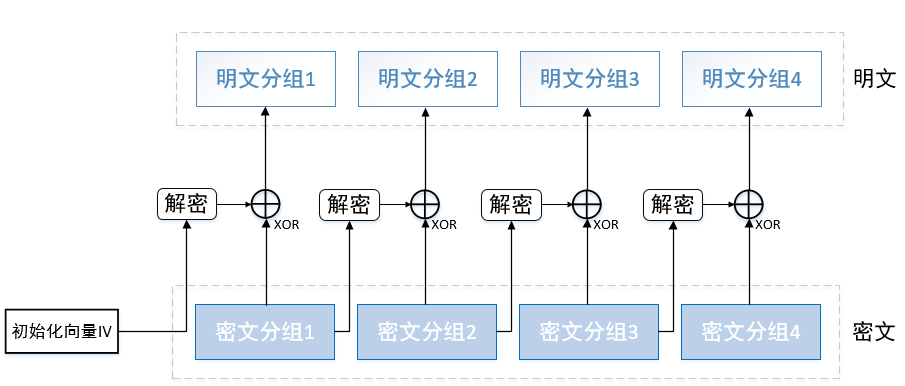 明文分组1
明文分组2
明文分组3
明文分组4
明文
解密
XOR
解密
XOR
解密
XOR
解密
XOR
初始化向量IV
密文分组1
密文分组2
密文分组3
密文分组4
密文